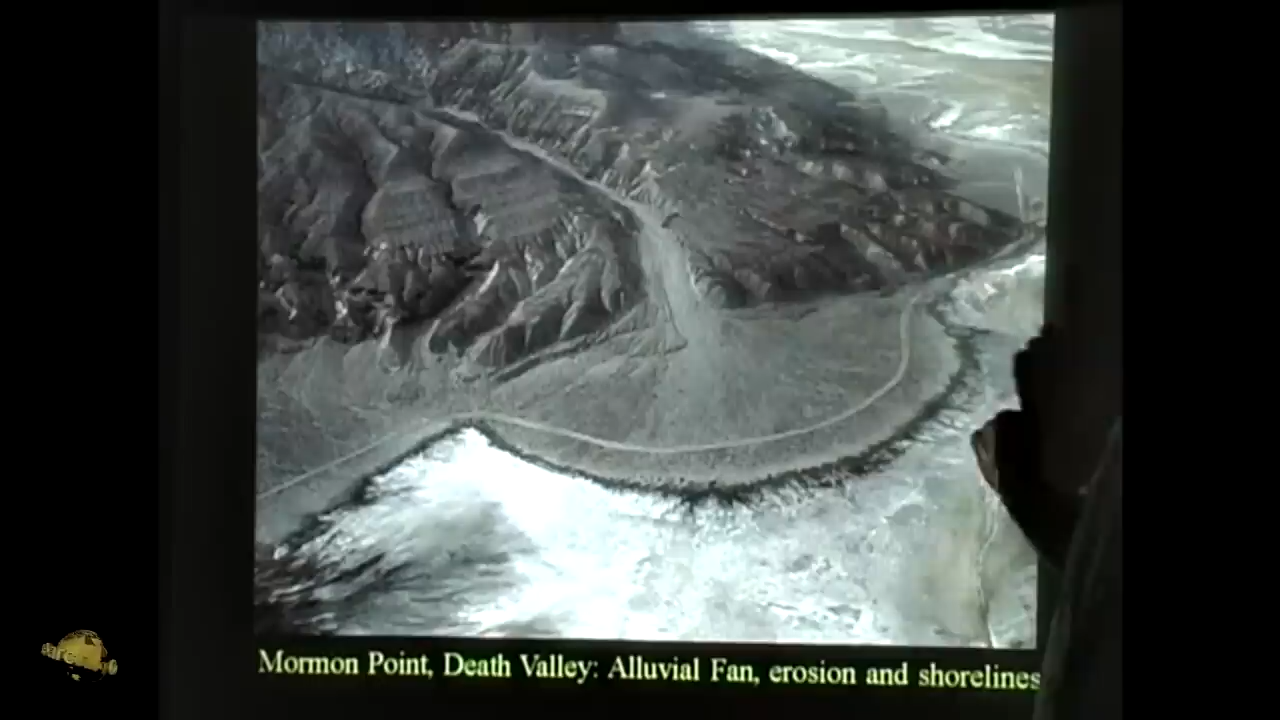 Mormon Point, Death Valley: Alluvial Fan, erosion and shorelines